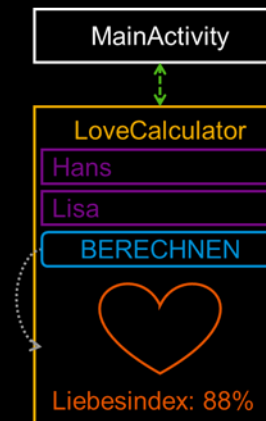 MainActivity
LoveCalculator
Hans
Lisa
BERECHNEN
Liebesindex: 88%